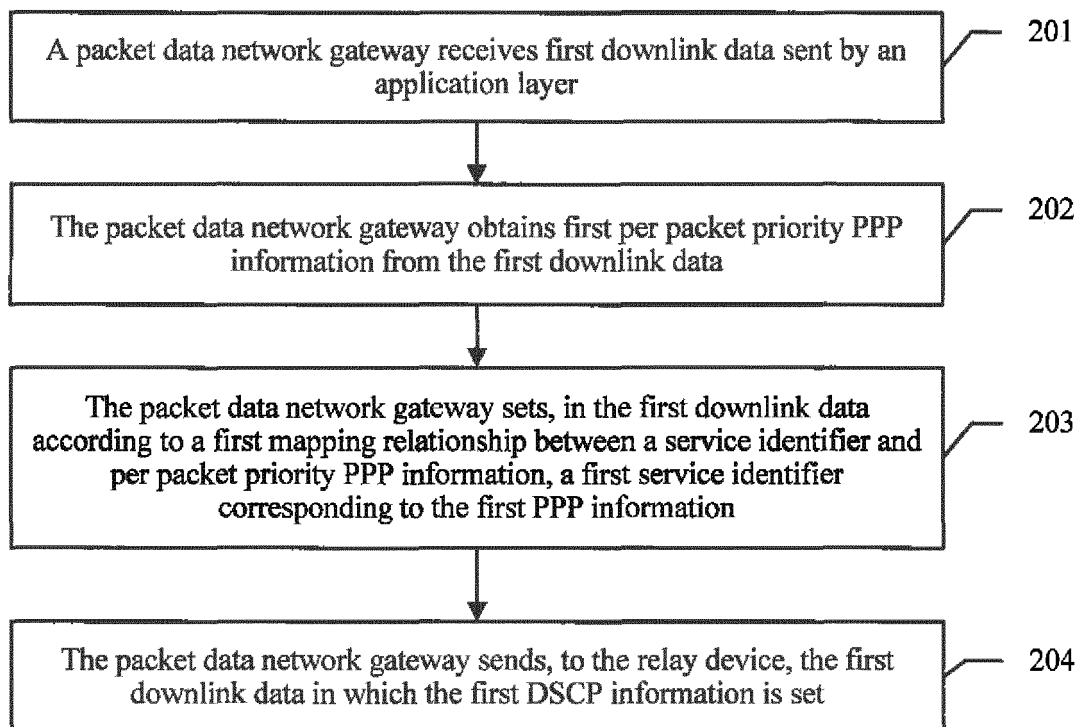 A packet data network gateway receives first downlink data sent by an
application layer
201
The packet data network gateway obtains first per packet priority PPP
information from the first downlink data
202
The packet data network gateway sets, in the first downlink data
according to a first mapping relationship between a service identifier and
per packet priority PPP information, a first service identifier
corresponding to the first PPP information
203
The packet data network gateway sends, to the relay device, the first
downlink data in which the first DSCP information is set
204